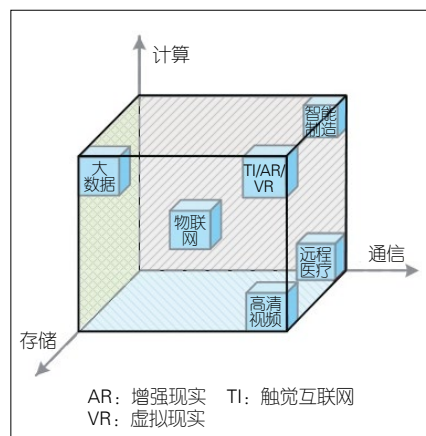 计算
智能
制造
大
数据
TI/AR/
VR
物联
网
通信
远程
医疗
高清
视频
存储
AR：增强现实 TI：触觉互联网
VR：虚拟现实